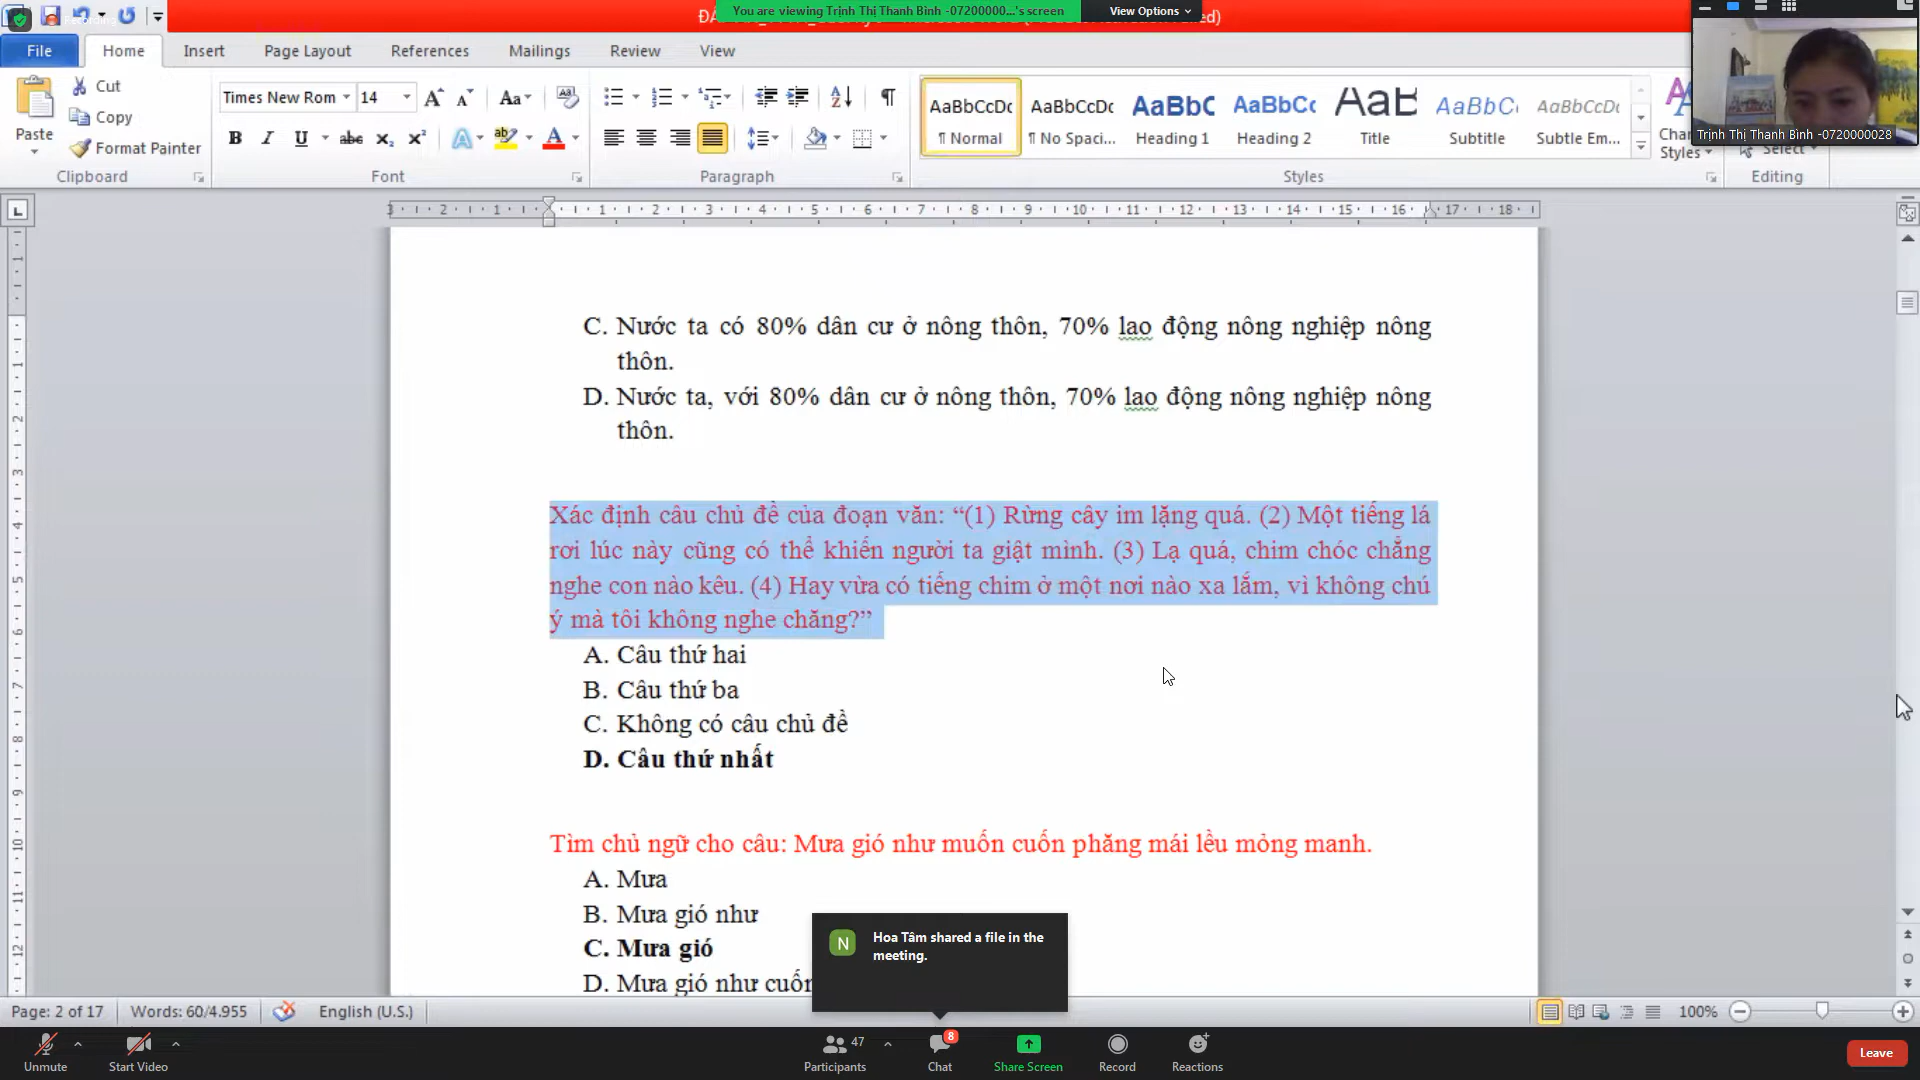 You are viewing Trịnh Thị Thanh Bình -07200000...'s screen
View Options
File
Home
Insert
Page Layout
References
Mailings
Review
View
Trịnh Thị Thanh Bình -0720000028
Paste
Cut
Copy
Format Painter
Clipboard
Times New Rom
14
Font
Paragraph
AaBbCcDc
¶ Normal
AaBbCcDc
¶ No Spaci...
AaBbC
Heading 1
AaBbCc
Heading 2
AaB
Title
AaBbC
Subtitle
AaBbCcDc
Subtle Em...
Styles
Styles
Select
Editing
C. Nước ta có 80% dân cư ở nông thôn, 70% lao động nông nghiệp nông
thôn.
D. Nước ta, với 80% dân cư ở nông thôn, 70% lao động nông nghiệp nông
thôn.
Xác định câu chủ đề của đoạn văn: “(1) Rừng cây im lặng quá. (2) Một tiếng lá
rơi lúc này cũng có thể khiến người ta giật mình. (3) Lạ quá, chim chóc chẳng
nghe con nào kêu. (4) Hay vừa có tiếng chim ở một nơi nào xa lắm, vì không chú
ý mà tôi không nghe chăng?”
A. Câu thứ hai
B. Câu thứ ba
C. Không có câu chủ đề
D. Câu thứ nhất
Tìm chủ ngữ cho câu: Mưa gió như muốn cuốn phăng mái lều mỏng manh.
A. Mưa
B. Mưa gió như
C. Mưa gió
D. Mưa gió như cuốn
Hoa Tâm shared a file in the
meeting.
Page: 2 of 17
Words: 60/4.955
English (U.S.)
100%
Unmute
Start Video
47
Participants
8
Chat
Share Screen
Record
Reactions
Leave